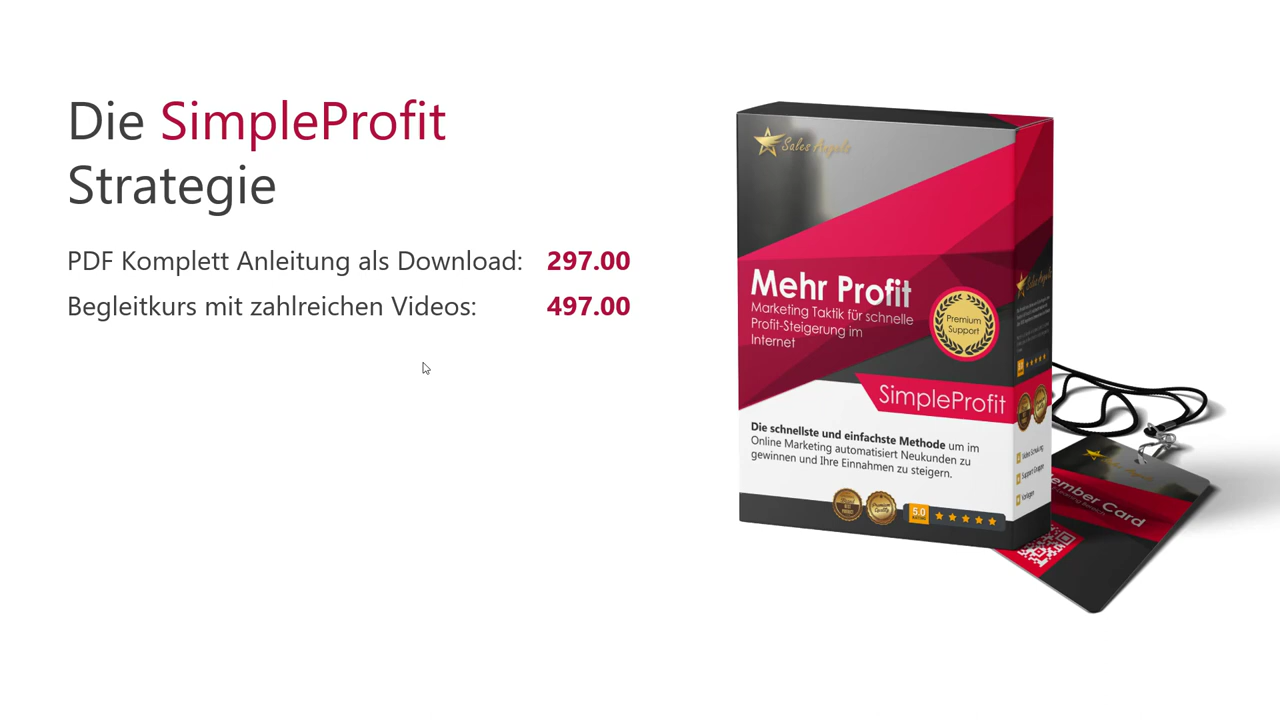 Die SimpleProfit
Strategie
PDF Komplett Anleitung als Download: 297.00
Begleitkurs mit zahlreichen Videos: 497.00
Sales Angels
Mehr Profit
Marketing Taktik für schnelle
Profit-Steigerung im
Internet
Premium
Support
SimpleProfit
Die schnellste und einfachste Methode um im
Online Marketing automatisiert Neukunden zu
gewinnen und Ihre Einnahmen zu steigern.
5.0
Member Card